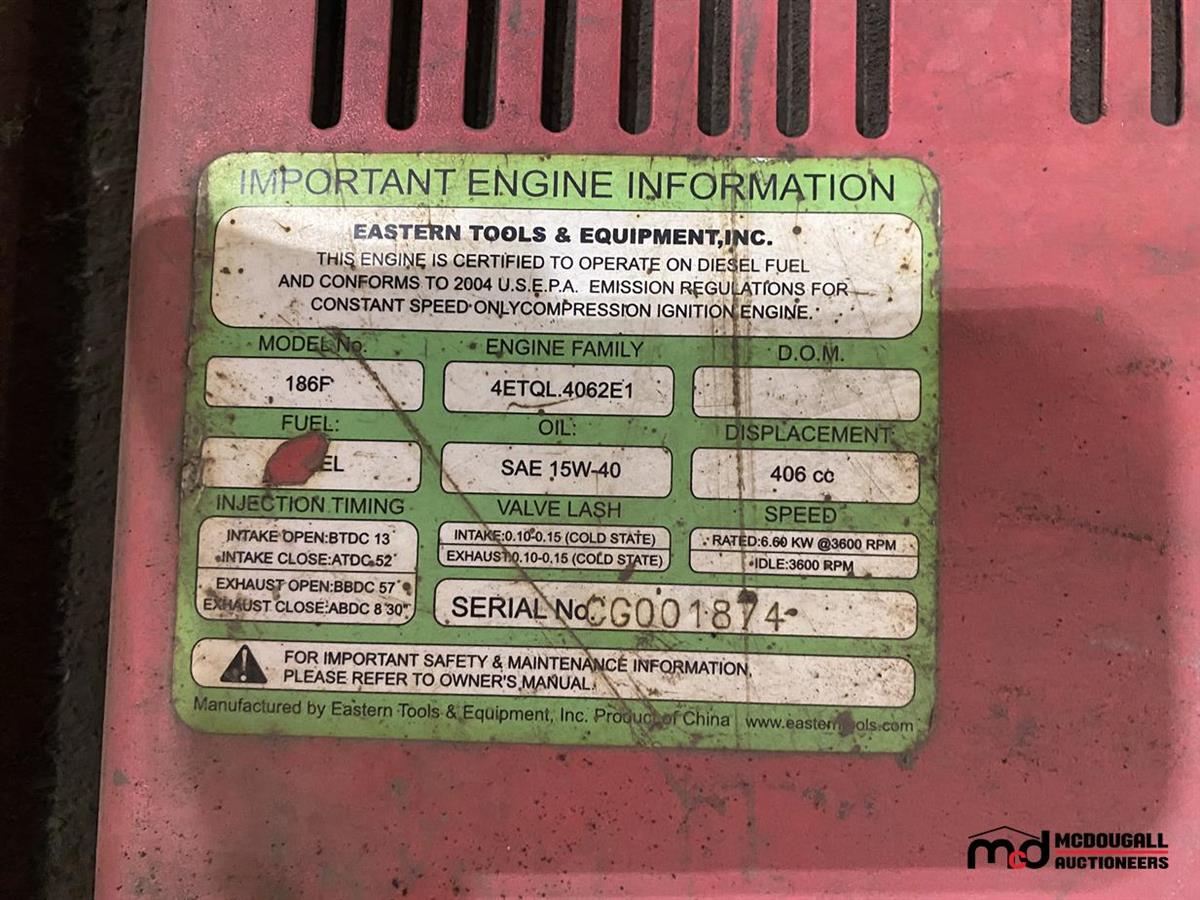 IMPORTANT ENGINE INFORMATION
EASTERN TOOLS & EQUIPMENT,INC.
THIS ENGINE IS CERTIFIED TO OPERATE ON DIESEL FUEL
AND CONFORMS TO 2004 U.S.E.P.A. EMISSION REGULATIONS FOR
CONSTANT SPEED ONLYCOMPRESSION IGNITION ENGINE.
MODEL No. ENGINE FAMILY D.O.M.
186F 4ETQL.4062E1
FUEL: OIL: DISPLACEMENT:
EL SAE 15W-40 406 cc
INJECTION TIMING VALVE LASH SPEED
INTAKE OPEN:BTDC 13 INTAKE:0.10-0.15 (COLD STATE) RATED:6.60 KW @3600 RPM
INTAKE CLOSE:ATDC 52 EXHAUST:0.10-0.15 (COLD STATE) IDLE:3600 RPM
EXHAUST OPEN:BBDC 57
EXHAUST CLOSE:ABDC 8 30" SERIAL No. CG001874
FOR IMPORTANT SAFETY & MAINTENANCE INFORMATION,
PLEASE REFER TO OWNER'S MANUAL.
Manufactured by Eastern Tools & Equipment, Inc. Product of China www.easterntools.com
mcd MCDOUGALL
AUCTIONEERS